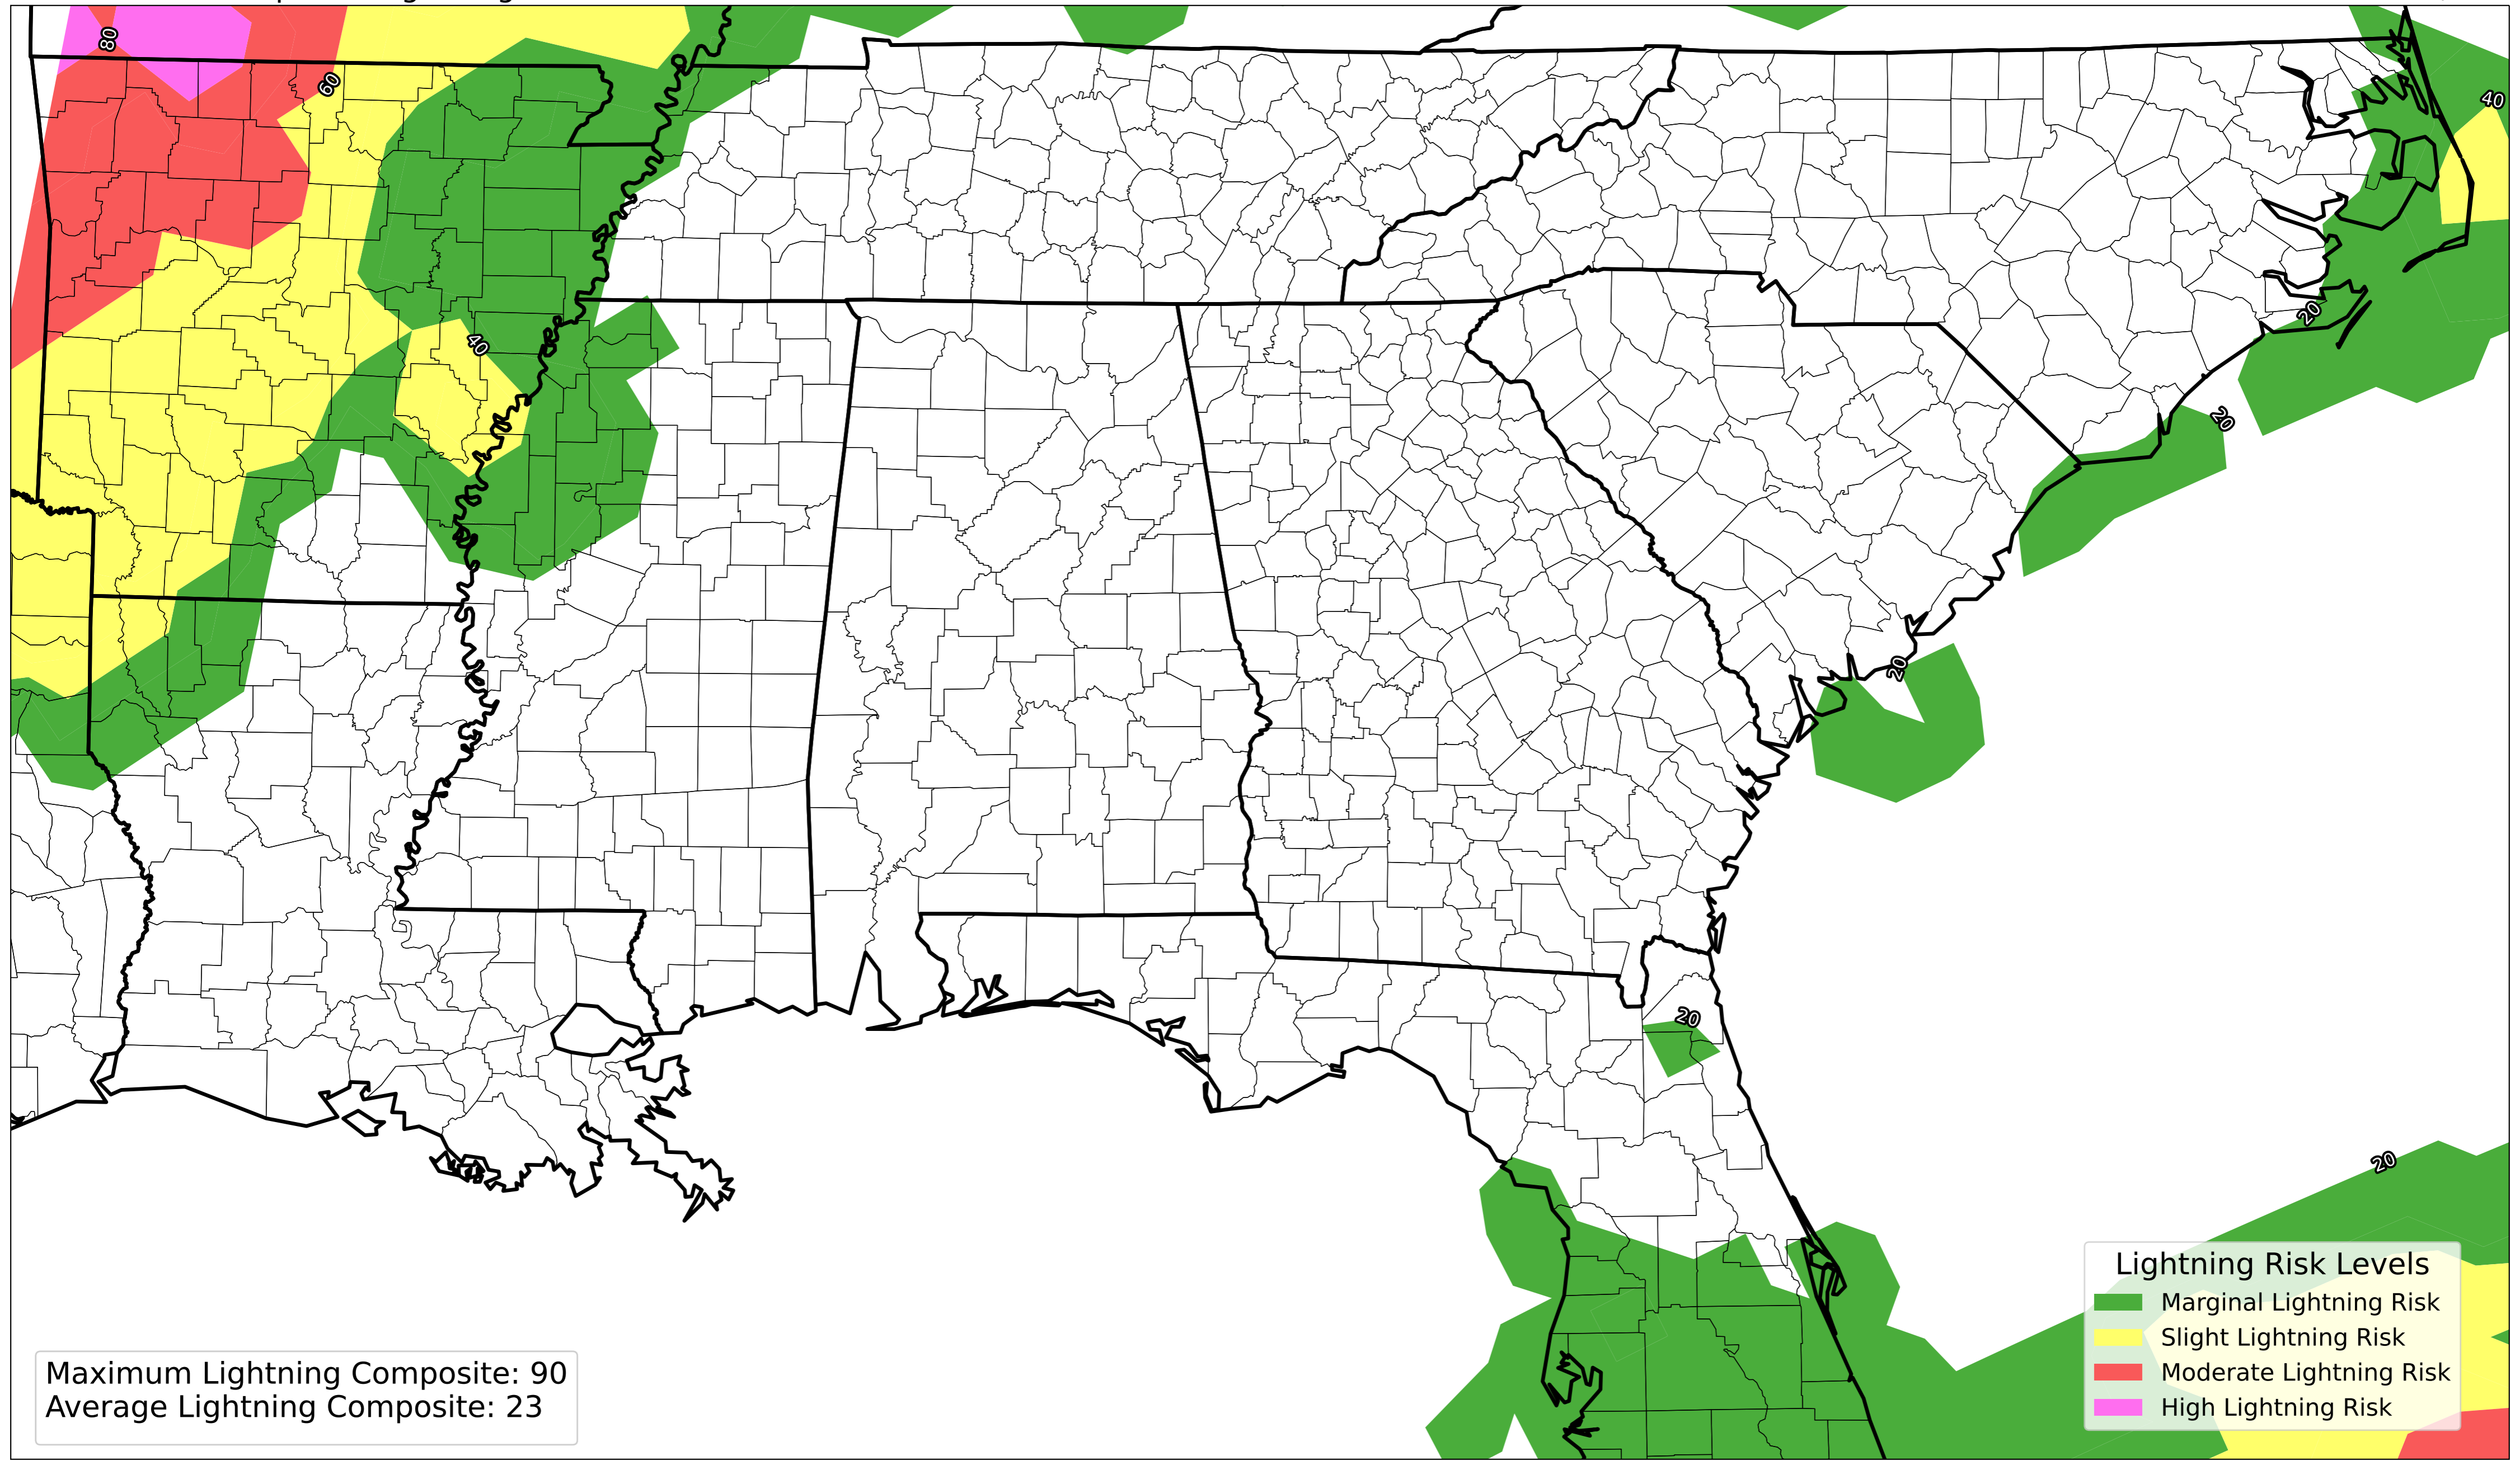 80
60
40
40
20
20
20
20
20
Lightning Risk Levels
Marginal Lightning Risk
Slight Lightning Risk
Moderate Lightning Risk
High Lightning Risk
Maximum Lightning Composite: 90
Average Lightning Composite: 23